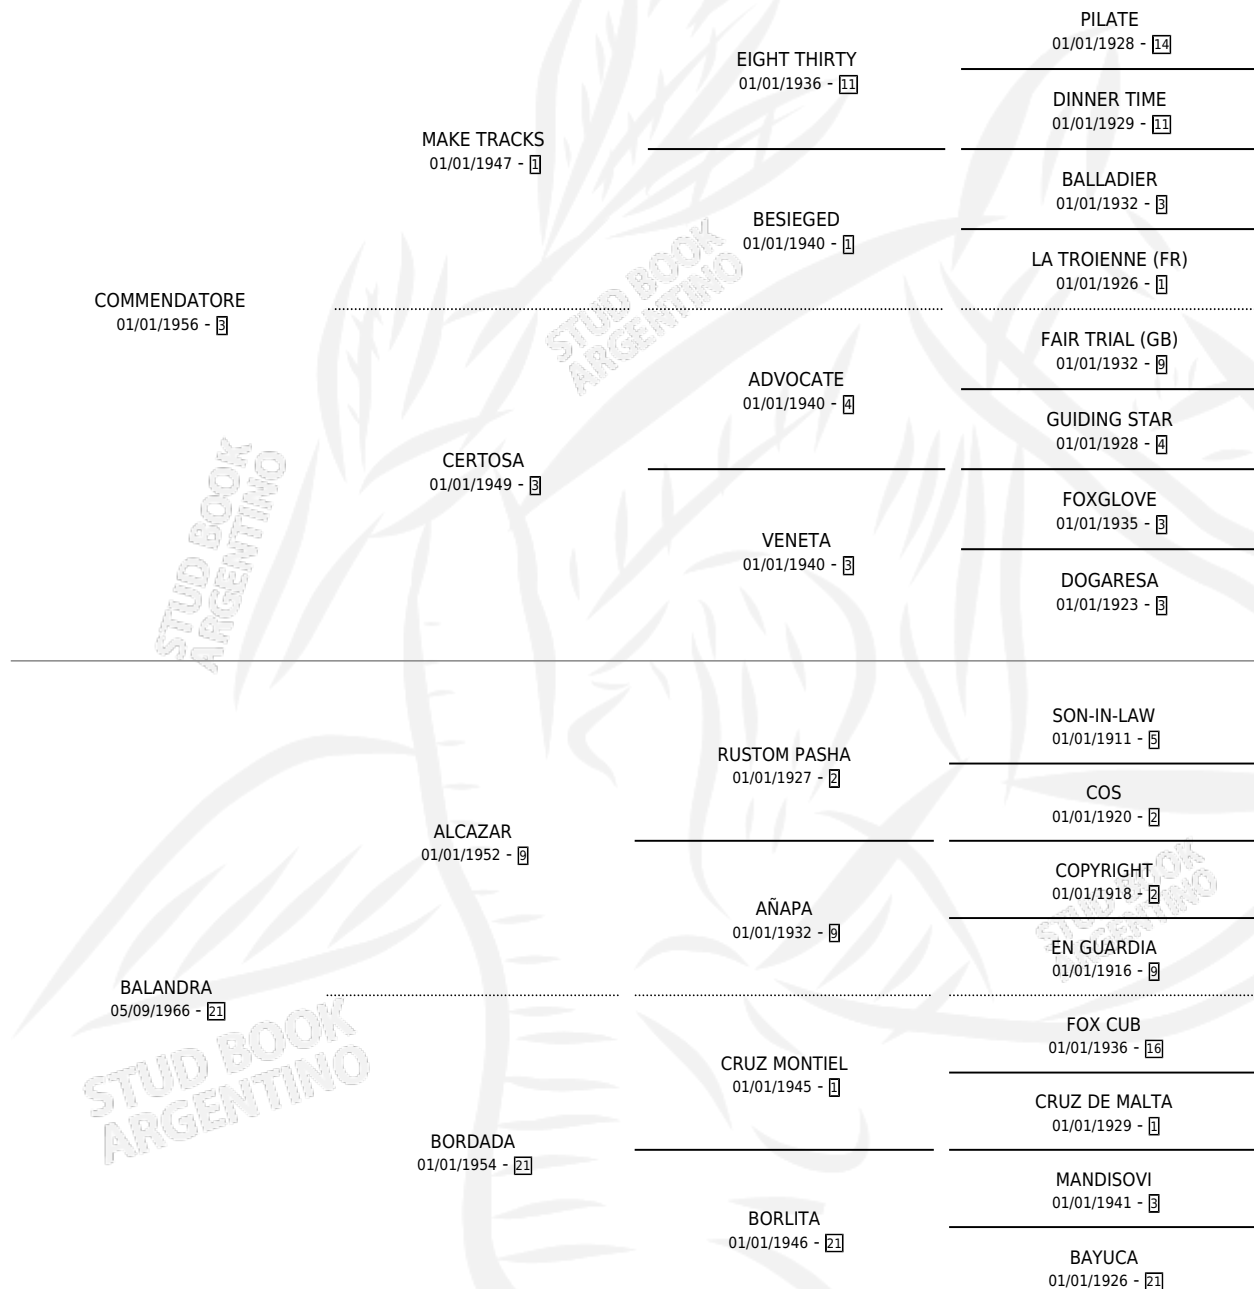 PILATE
01/01/1928 - 14
EIGHT THIRTY
01/01/1936 - 11
DINNER TIME
01/01/1929 - 11
MAKE TRACKS
01/01/1947 - 1
BALLADIER
01/01/1932 - 3
BESIEGED
01/01/1940 - 1
LA TROIENNE (FR)
01/01/1926 - 1
COMMENDATORE
01/01/1956 - 3
FAIR TRIAL (GB)
01/01/1932 - 9
ADVOCATE
01/01/1940 - 4
GUIDING STAR
01/01/1928 - 4
CERTOSA
01/01/1949 - 3
FOXGLOVE
01/01/1935 - 3
VENETA
01/01/1940 - 3
DOGARESA
01/01/1923 - 3
SON-IN-LAW
01/01/1911 - 5
RUSTOM PASHA
01/01/1927 - 2
COS
01/01/1920 - 2
ALCAZAR
01/01/1952 - 9
COPYRIGHT
01/01/1918 - 2
AÑAPA
01/01/1932 - 9
EN GUARDIA
01/01/1916 - 9
BALANDRA
05/09/1966 - 21
FOX CUB
01/01/1936 - 16
CRUZ MONTIEL
01/01/1945 - 1
CRUZ DE MALTA
01/01/1929 - 1
BORDADA
01/01/1954 - 21
MANDISOVI
01/01/1941 - 3
BORLITA
01/01/1946 - 21
BAYUCA
01/01/1926 - 21
STUD BOOK
ARGENTINO
STUD BOOK
ARGENTINO
STUD BOOK
ARGENTINO
STUD BOOK
ARGENTINO